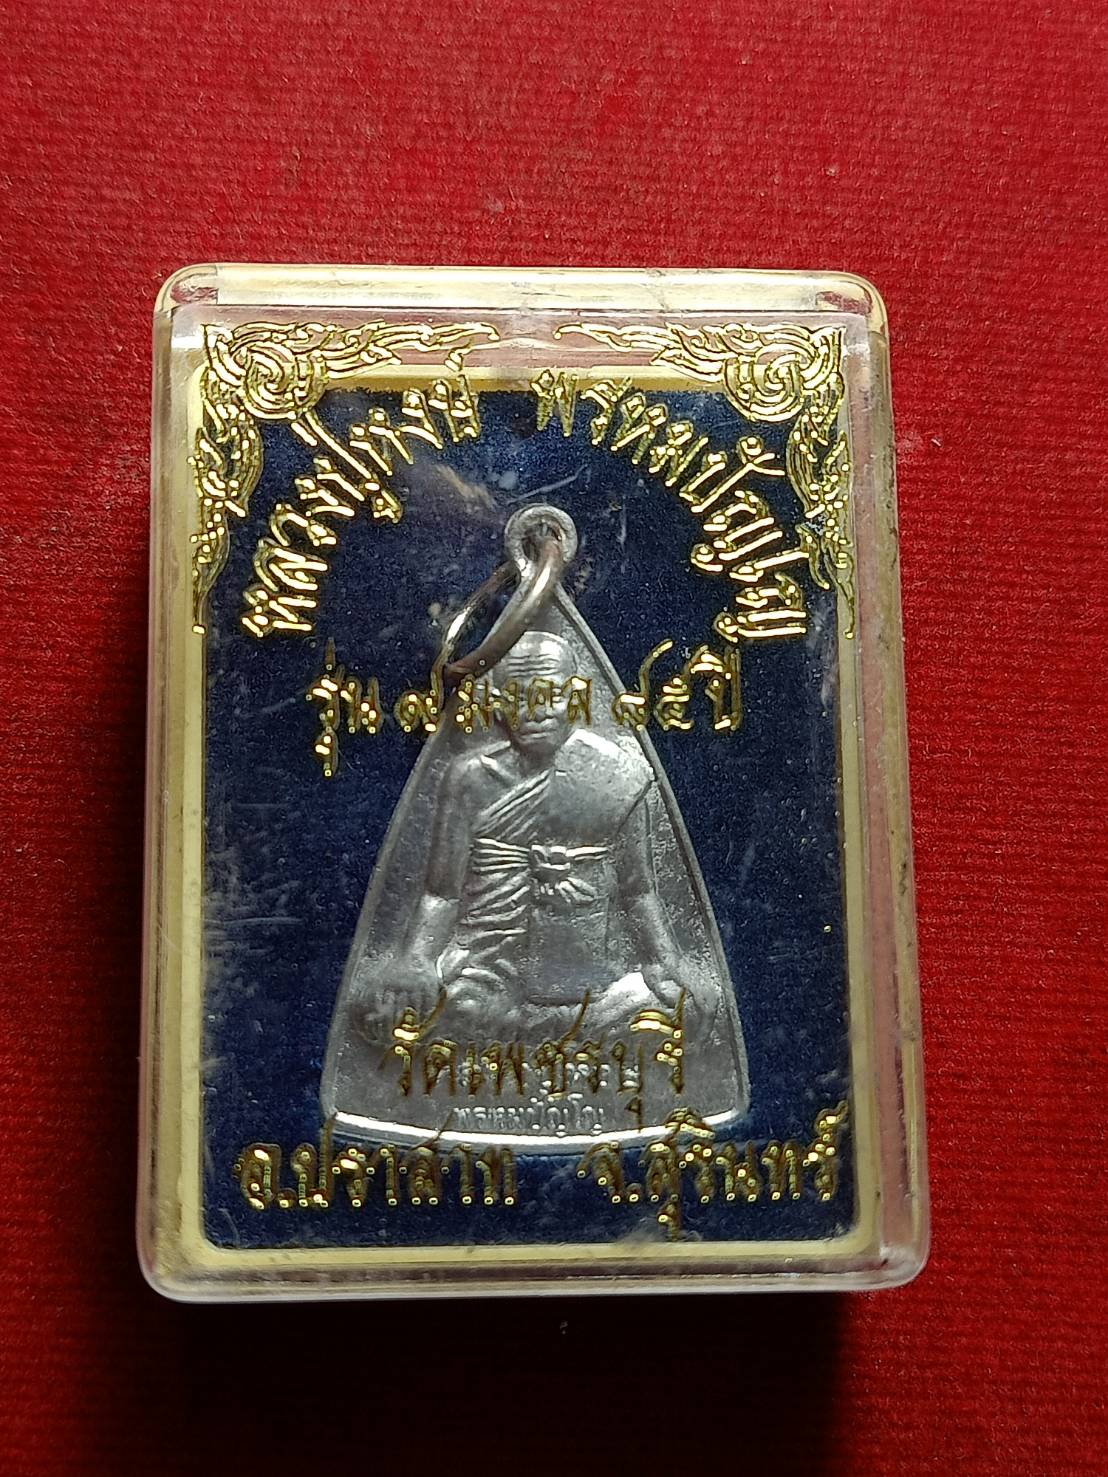 หลวงปู่หงษ์ พรหมปัญโญ
รุ่น ๙ มงคล ๘๕ ปี
พรหมปัญโญ
วัดเพชรบุรี
อ.ปราสาท จ.สุรินทร์